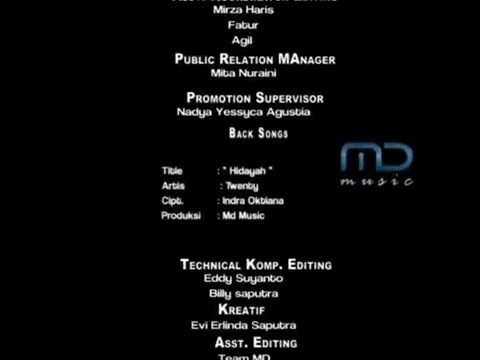 Mirza Haris
Fatur
Agil
Public Relation MAnager
Mita Nuraini
Promotion Supervisor
Nadya Yessyca Agustia
Back Songs
MD
music
Title : " Hidayah "
Artis : Twenty
Cipt. : Indra Oktiana
Produksi : Md Music
Technical Komp. Editing
Eddy Suyanto
Billy saputra
Kreatif
Evi Erlinda Saputra
Asst. Editing
Team MD